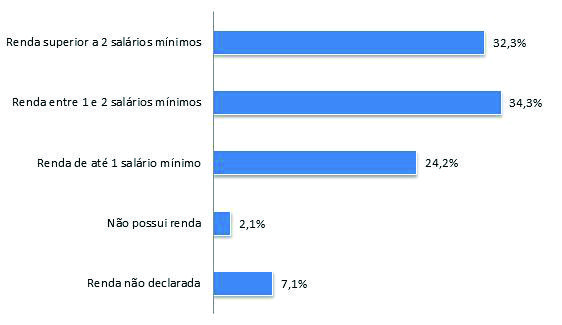 Renda superior a 2 salários mínimos 32,3%
Renda entre 1 e 2 salários mínimos 34,3%
Renda de até 1 salário mínimo 24,2%
Não possui renda 2,1%
Renda não declarada 7,1%